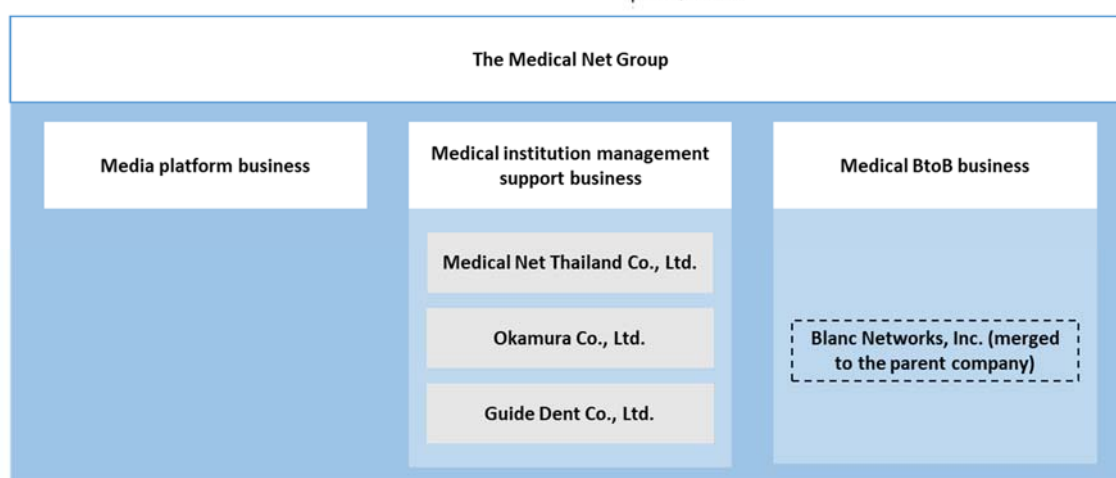 The Medical Net Group
Media platform business
Medical institution management
support business
Medical BtoB business
Medical Net Thailand Co., Ltd.
Okamura Co., Ltd.
Guide Dent Co., Ltd.
Blanc Networks, Inc. (merged
to the parent company)